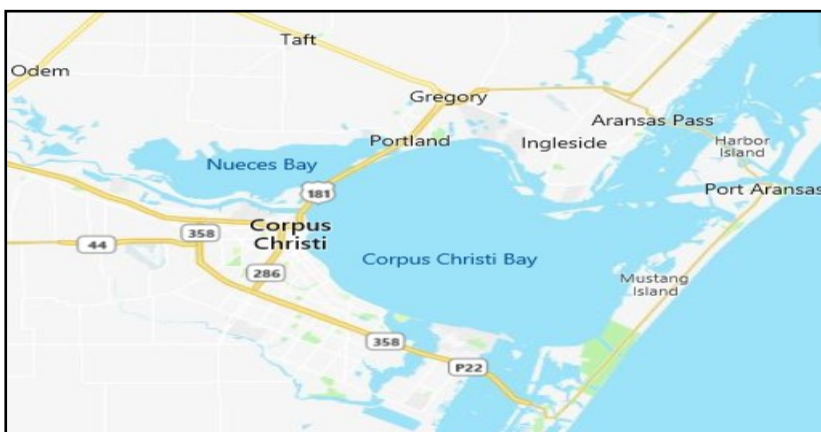 Taft
Odem
Gregory
Aransas Pass
Portland
Ingleside
Harbor
Island
Nueces Bay
181
Port Aransas
Corpus
Christi
358
44
Corpus Christi Bay
286
Mustang
Island
358
P22